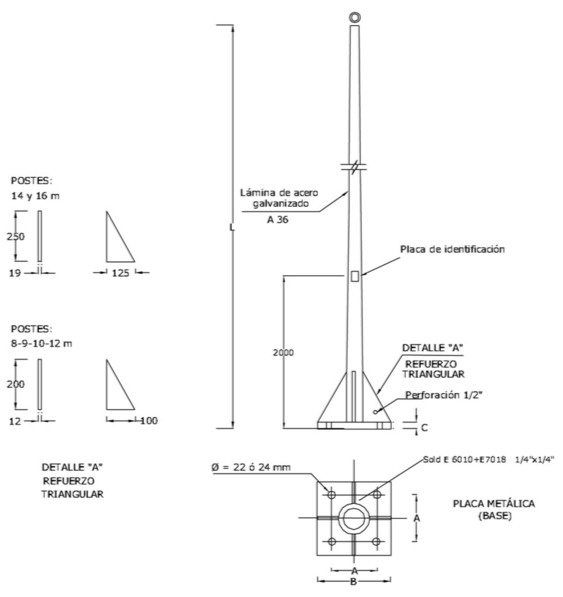 POSTES:
14 y 16 m
250
19
125
POSTES:
8-9-10-12 m
200
12
100
DETALLE "A"
REFUERZO
TRIANGULAR
L
Lámina de acero
galvanizado
A 36
Placa de identificación
2000
DETALLE "A"
REFUERZO
TRIANGULAR
Perforación 1/2"
C
Ø = 22 ó 24 mm
Sold E 6010+E7018 1/4"x1/4"
PLACA METÁLICA
(BASE)
A
A
B